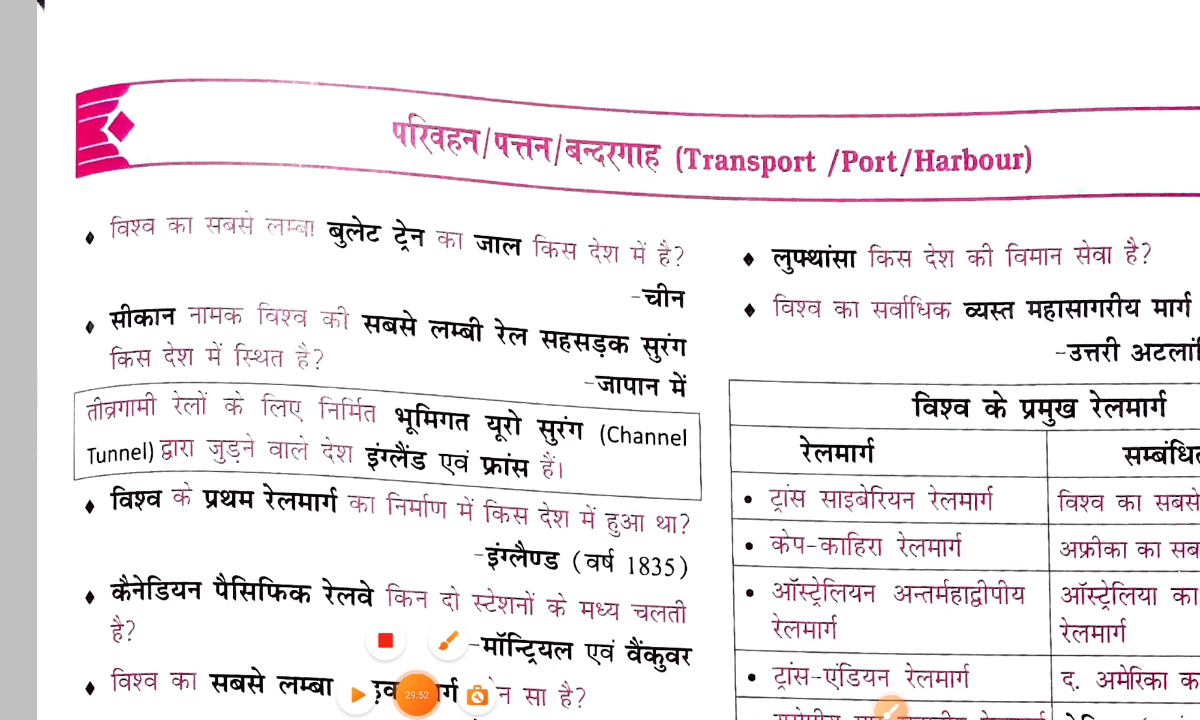 परिवहन/पत्तन/बन्दरगाह (Transport /Port/Harbour)
♦ विश्व का सबसे लम्बा बुलेट ट्रेन का जाल किस देश में है?
-चीन
♦ सीकान नामक विश्व की सबसे लम्बी रेल सहसड़क सुरंग
किस देश में स्थित है?
-जापान में
तीव्रगामी रेलों के लिए निर्मित भूमिगत यूरो सुरंग (Channel
Tunnel) द्वारा जुड़ने वाले देश इंग्लैंड एवं फ्रांस हैं।
♦ विश्व के प्रथम रेलमार्ग का निर्माण में किस देश में हुआ था?
-इंग्लैण्ड (वर्ष 1835)
♦ कैनेडियन पैसिफिक रेलवे किन दो स्टेशनों के मध्य चलती
है?
-मॉन्ट्रियल एवं वैंकुवर
♦ विश्व का सबसे लम्बा सा है?
29:52
♦ लुफ्थांसा किस देश की विमान सेवा है?
♦ विश्व का सर्वाधिक व्यस्त महासागरीय मार्ग
-उत्तरी
विश्व के प्रमुख रेलमार्ग
रेलमार्ग
• ट्रांस साइबेरियन रेलमार्ग विश्व का सबसे
• केप-काहिरा रेलमार्ग अफ्रीका का
• ऑस्ट्रेलियन अन्तर्महाद्वीपीय ऑस्ट्रेलिया का
रेलमार्ग रेलमार्ग
• ट्रांस-एंडियन रेलमार्ग द. अमेरिका